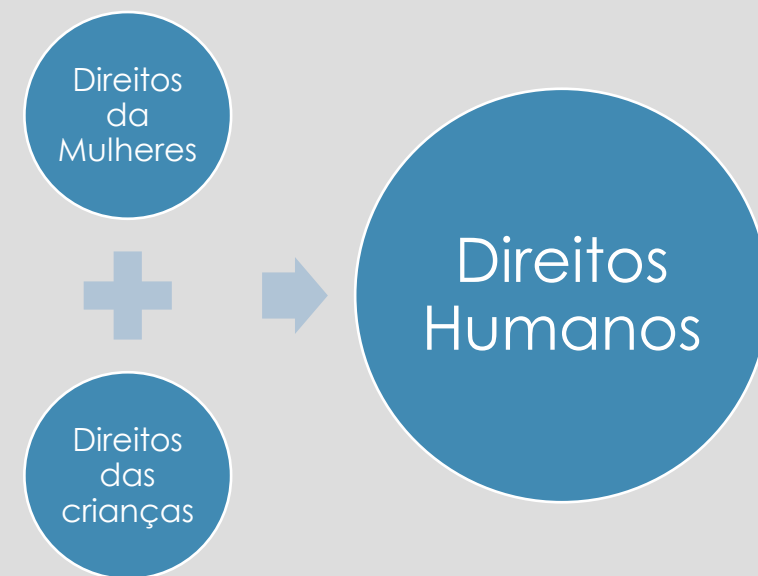 Direitos
da
Mulheres
Direitos
das
crianças
Direitos
Humanos